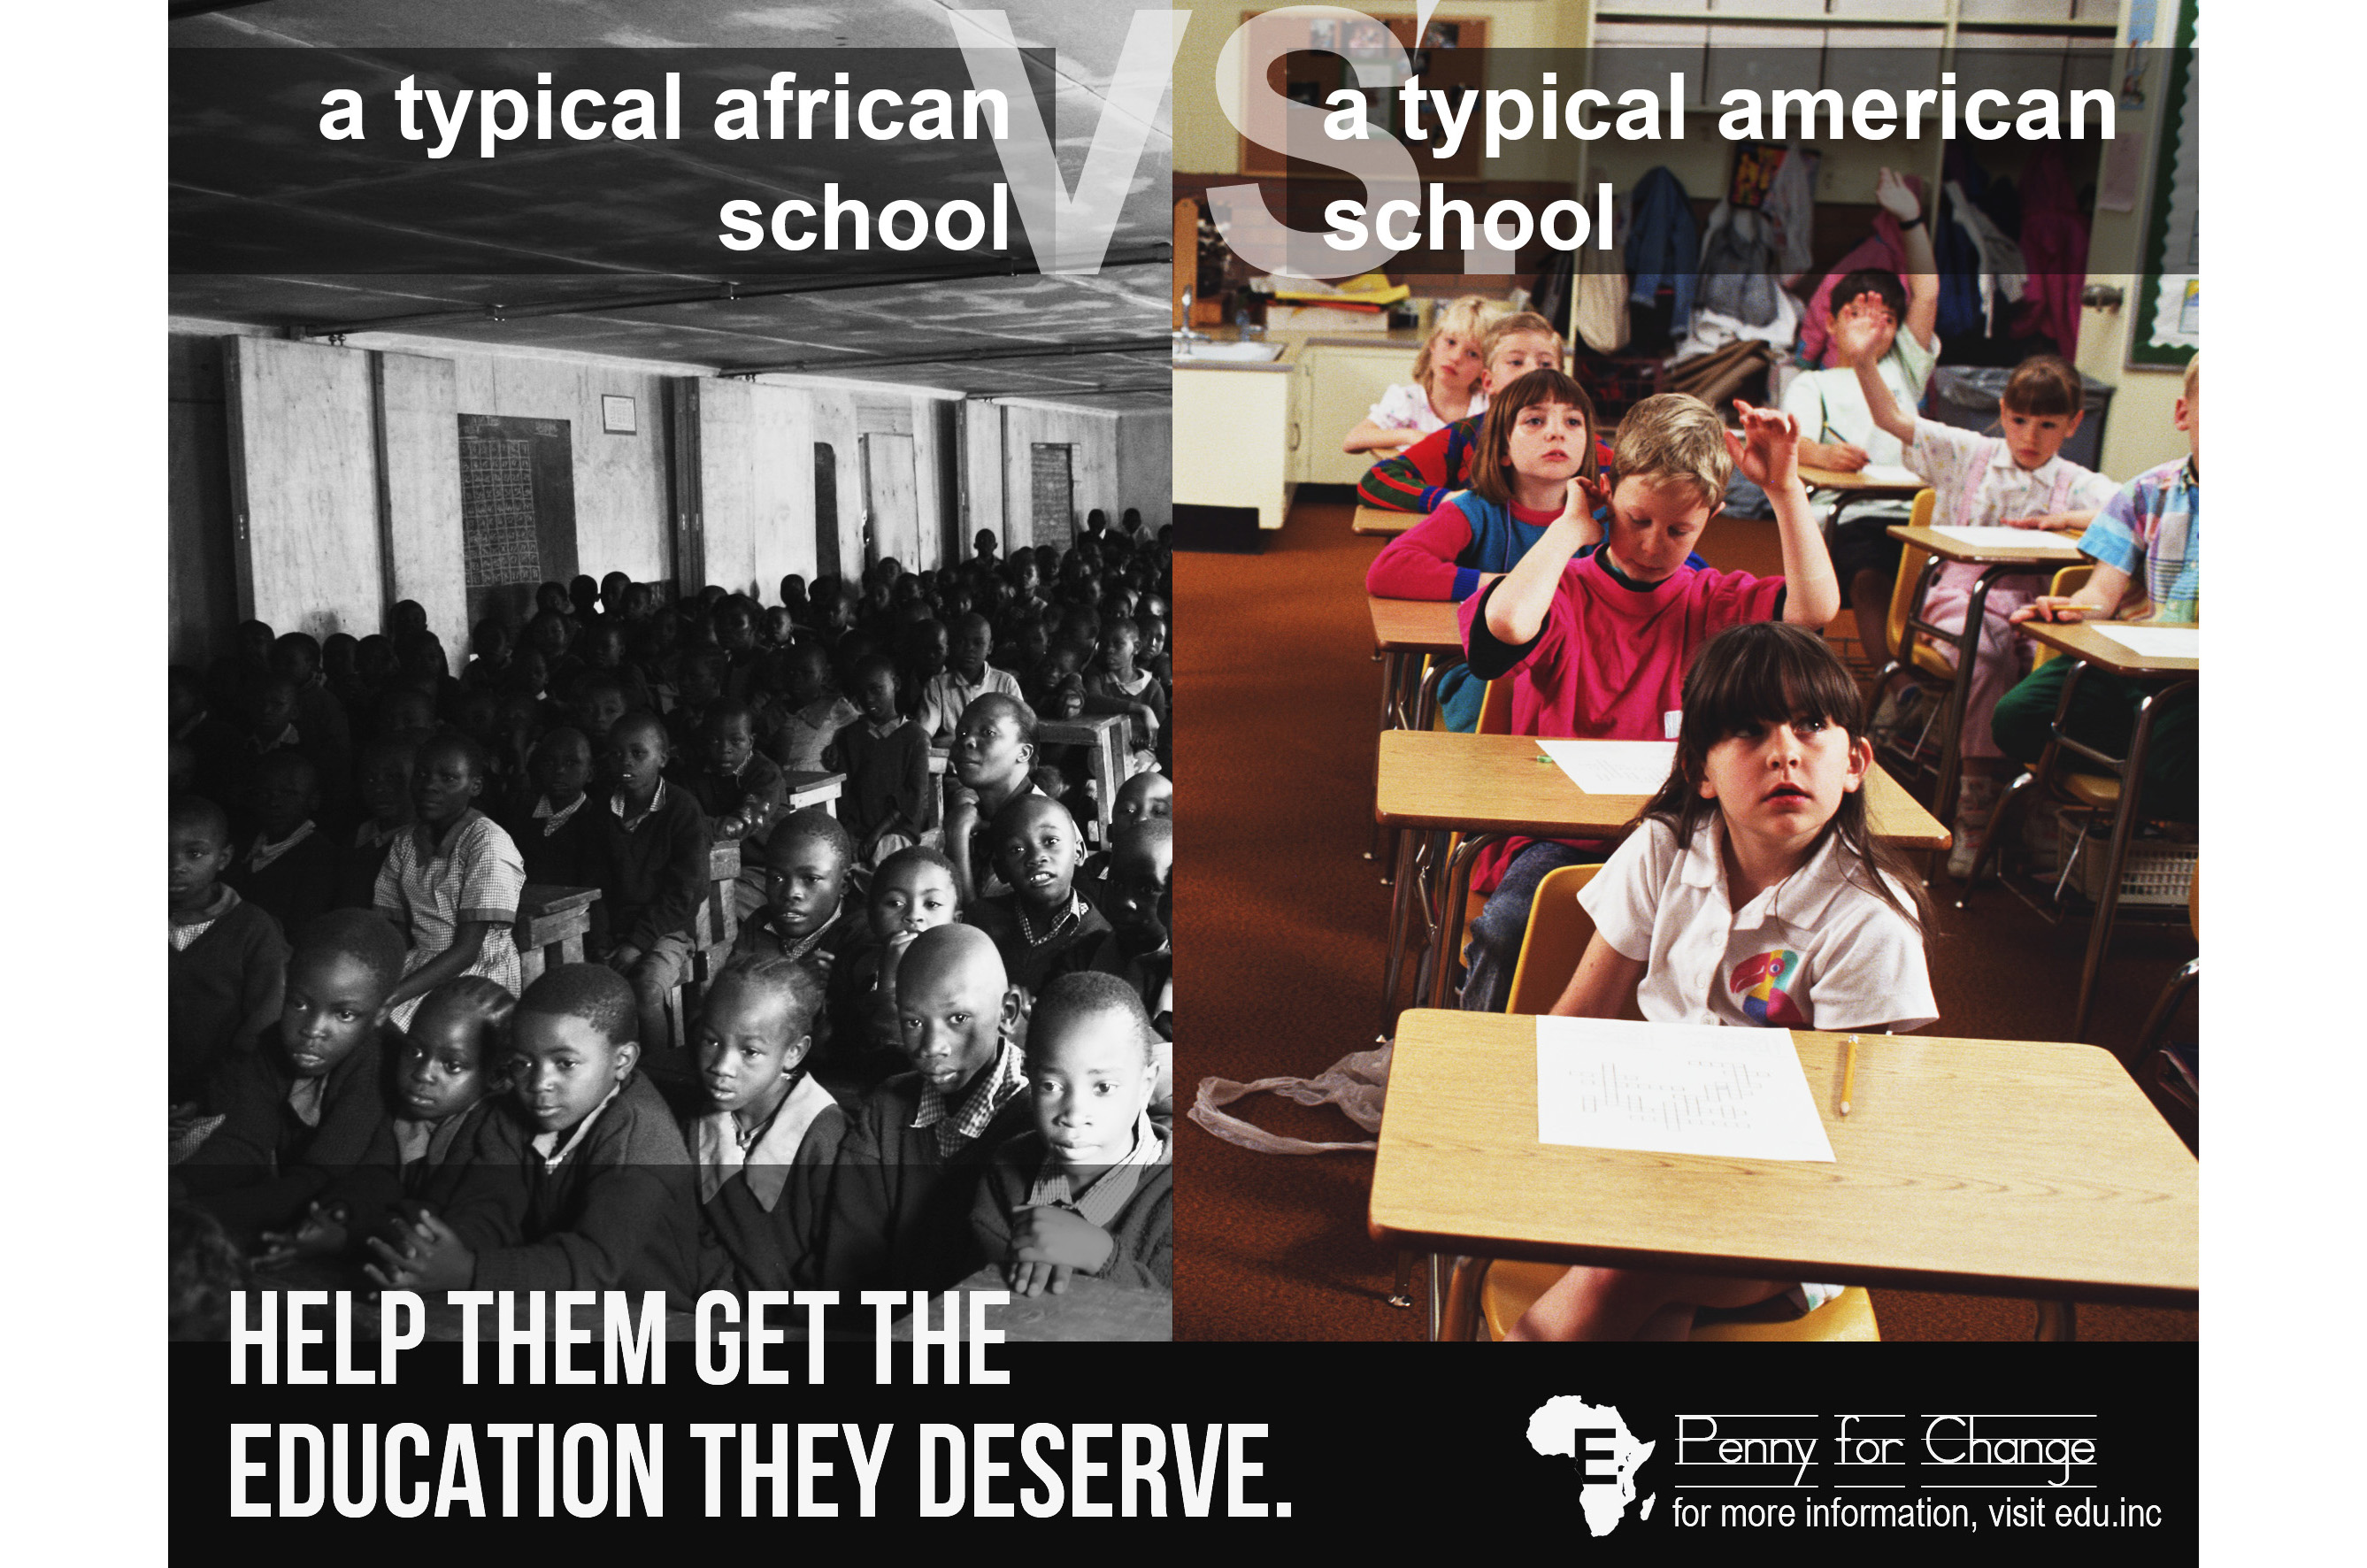 a typical african
school
vs.
a typical american
school
HELP THEM GET THE
EDUCATION THEY DESERVE.
E
Penny for Change
for more information, visit edu.inc